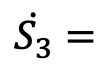 Ṡ₃ =